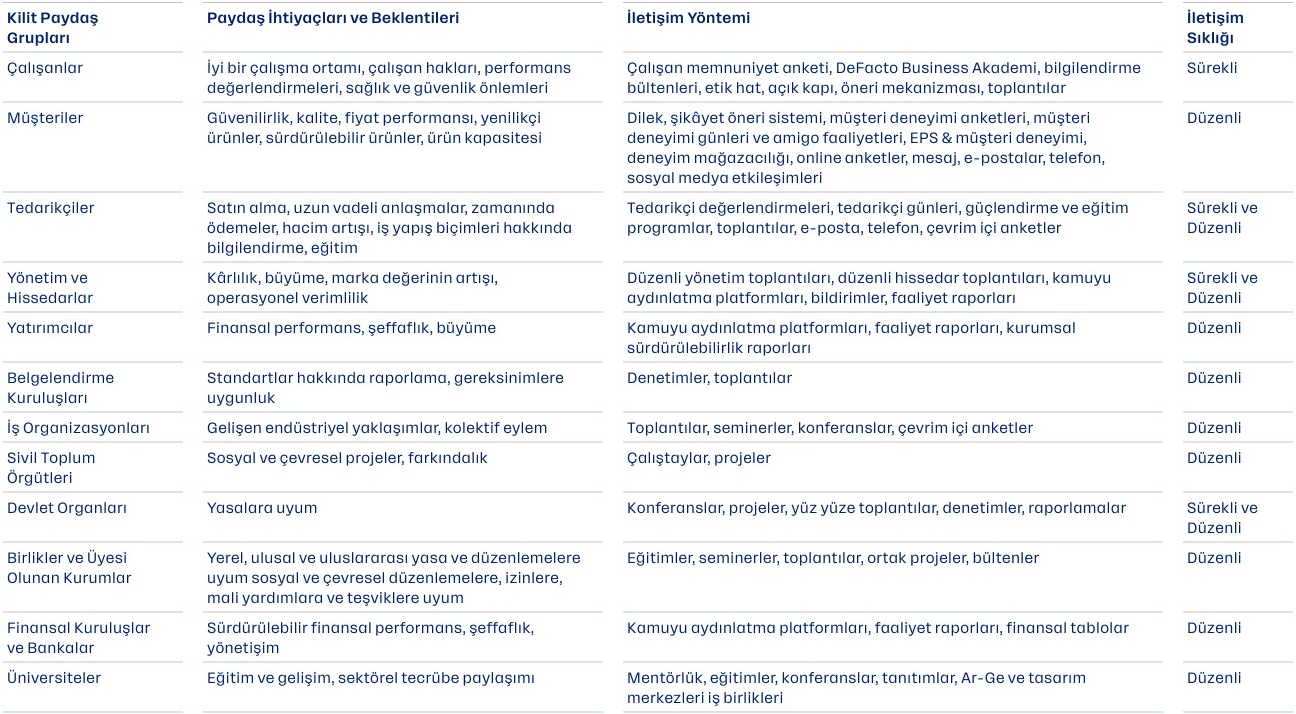 Kilit Paydaş
Grupları
Paydaş İhtiyaçları ve Beklentileri
İletişim Yöntemi
İletişim
Sıklığı
Çalışanlar
İyi bir çalışma ortamı, çalışan hakları, performans
değerlendirmeleri, sağlık ve güvenlik önlemleri
Çalışan memnuniyet anketi, DeFacto Business Akademi, bilgilendirme
bültenleri, etik hat, açık kapı, öneri mekanizması, toplantılar
Sürekli
Müşteriler
Güvenilirlik, kalite, fiyat performansı, yenilikçi
ürünler, sürdürülebilir ürünler, ürün kapasitesi
Dilek, şikâyet öneri sistemi, müşteri deneyimi anketleri, müşteri
deneyimi günleri ve amigo faaliyetleri, EPS & müşteri deneyimi,
deneyim mağazacılığı, online anketler, mesaj, e-postalar, telefon,
sosyal medya etkileşimleri
Düzenli
Tedarikçiler
Satın alma, uzun vadeli anlaşmalar, zamanında
ödemeler, hacim artışı, iş yapış biçimleri hakkında
bilgilendirme, eğitim
Tedarikçi değerlendirmeleri, tedarikçi günleri, güçlendirme ve eğitim
programlar, toplantılar, e-posta, telefon, çevrim içi anketler
Sürekli ve
Düzenli
Yönetim ve
Hissedarlar
Kârlılık, büyüme, marka değerinin artışı,
operasyonel verimlilik
Düzenli yönetim toplantıları, düzenli hissedar toplantıları, kamuyu
aydınlatma platformları, bildirimler, faaliyet raporları
Sürekli ve
Düzenli
Yatırımcılar
Finansal performans, şeffaflık, büyüme
Kamuyu aydınlatma platformları, faaliyet raporları, kurumsal
sürdürülebilirlik raporları
Düzenli
Belgelendirme
Kuruluşları
Standartlar hakkında raporlama, gereksinimlere
uygunluk
Denetimler, toplantılar
Düzenli
İş Organizasyonları
Gelişen endüstriyel yaklaşımlar, kolektif eylem
Toplantılar, seminerler, konferanslar, çevrim içi anketler
Düzenli
Sivil Toplum
Örgütleri
Sosyal ve çevresel projeler, farkındalık
Çalıştaylar, projeler
Düzenli
Devlet Organları
Yasalara uyum
Konferanslar, projeler, yüz yüze toplantılar, denetimler, raporlamalar
Sürekli ve
Düzenli
Birlikler ve Üyesi
Olunan Kurumlar
Yerel, ulusal ve uluslararası yasa ve düzenlemelere
uyum sosyal ve çevresel düzenlemelere, izinlere,
mali yardımlara ve teşviklere uyum
Eğitimler, seminerler, toplantılar, ortak projeler, bültenler
Düzenli
Finansal Kuruluşlar
ve Bankalar
Sürdürülebilir finansal performans, şeffaflık,
yönetişim
Kamuyu aydınlatma platformları, faaliyet raporları, finansal tablolar
Düzenli
Üniversiteler
Eğitim ve gelişim, sektörel tecrübe paylaşımı
Mentörlük, eğitimler, konferanslar, tanıtımlar, Ar-Ge ve tasarım
merkezleri iş birlikleri
Düzenli